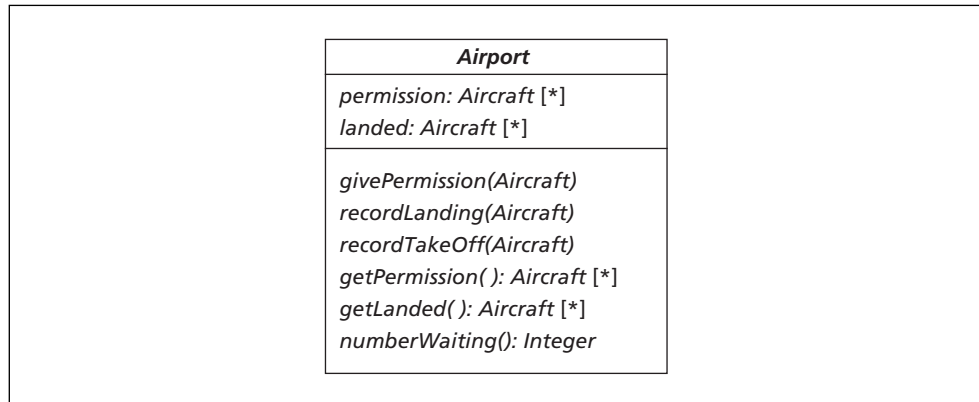 Airport
permission: Aircraft [*]
landed: Aircraft [*]
givePermission(Aircraft)
recordLanding(Aircraft)
recordTakeOff(Aircraft)
getPermission( ): Aircraft [*]
getLanded( ): Aircraft [*]
numberWaiting(): Integer